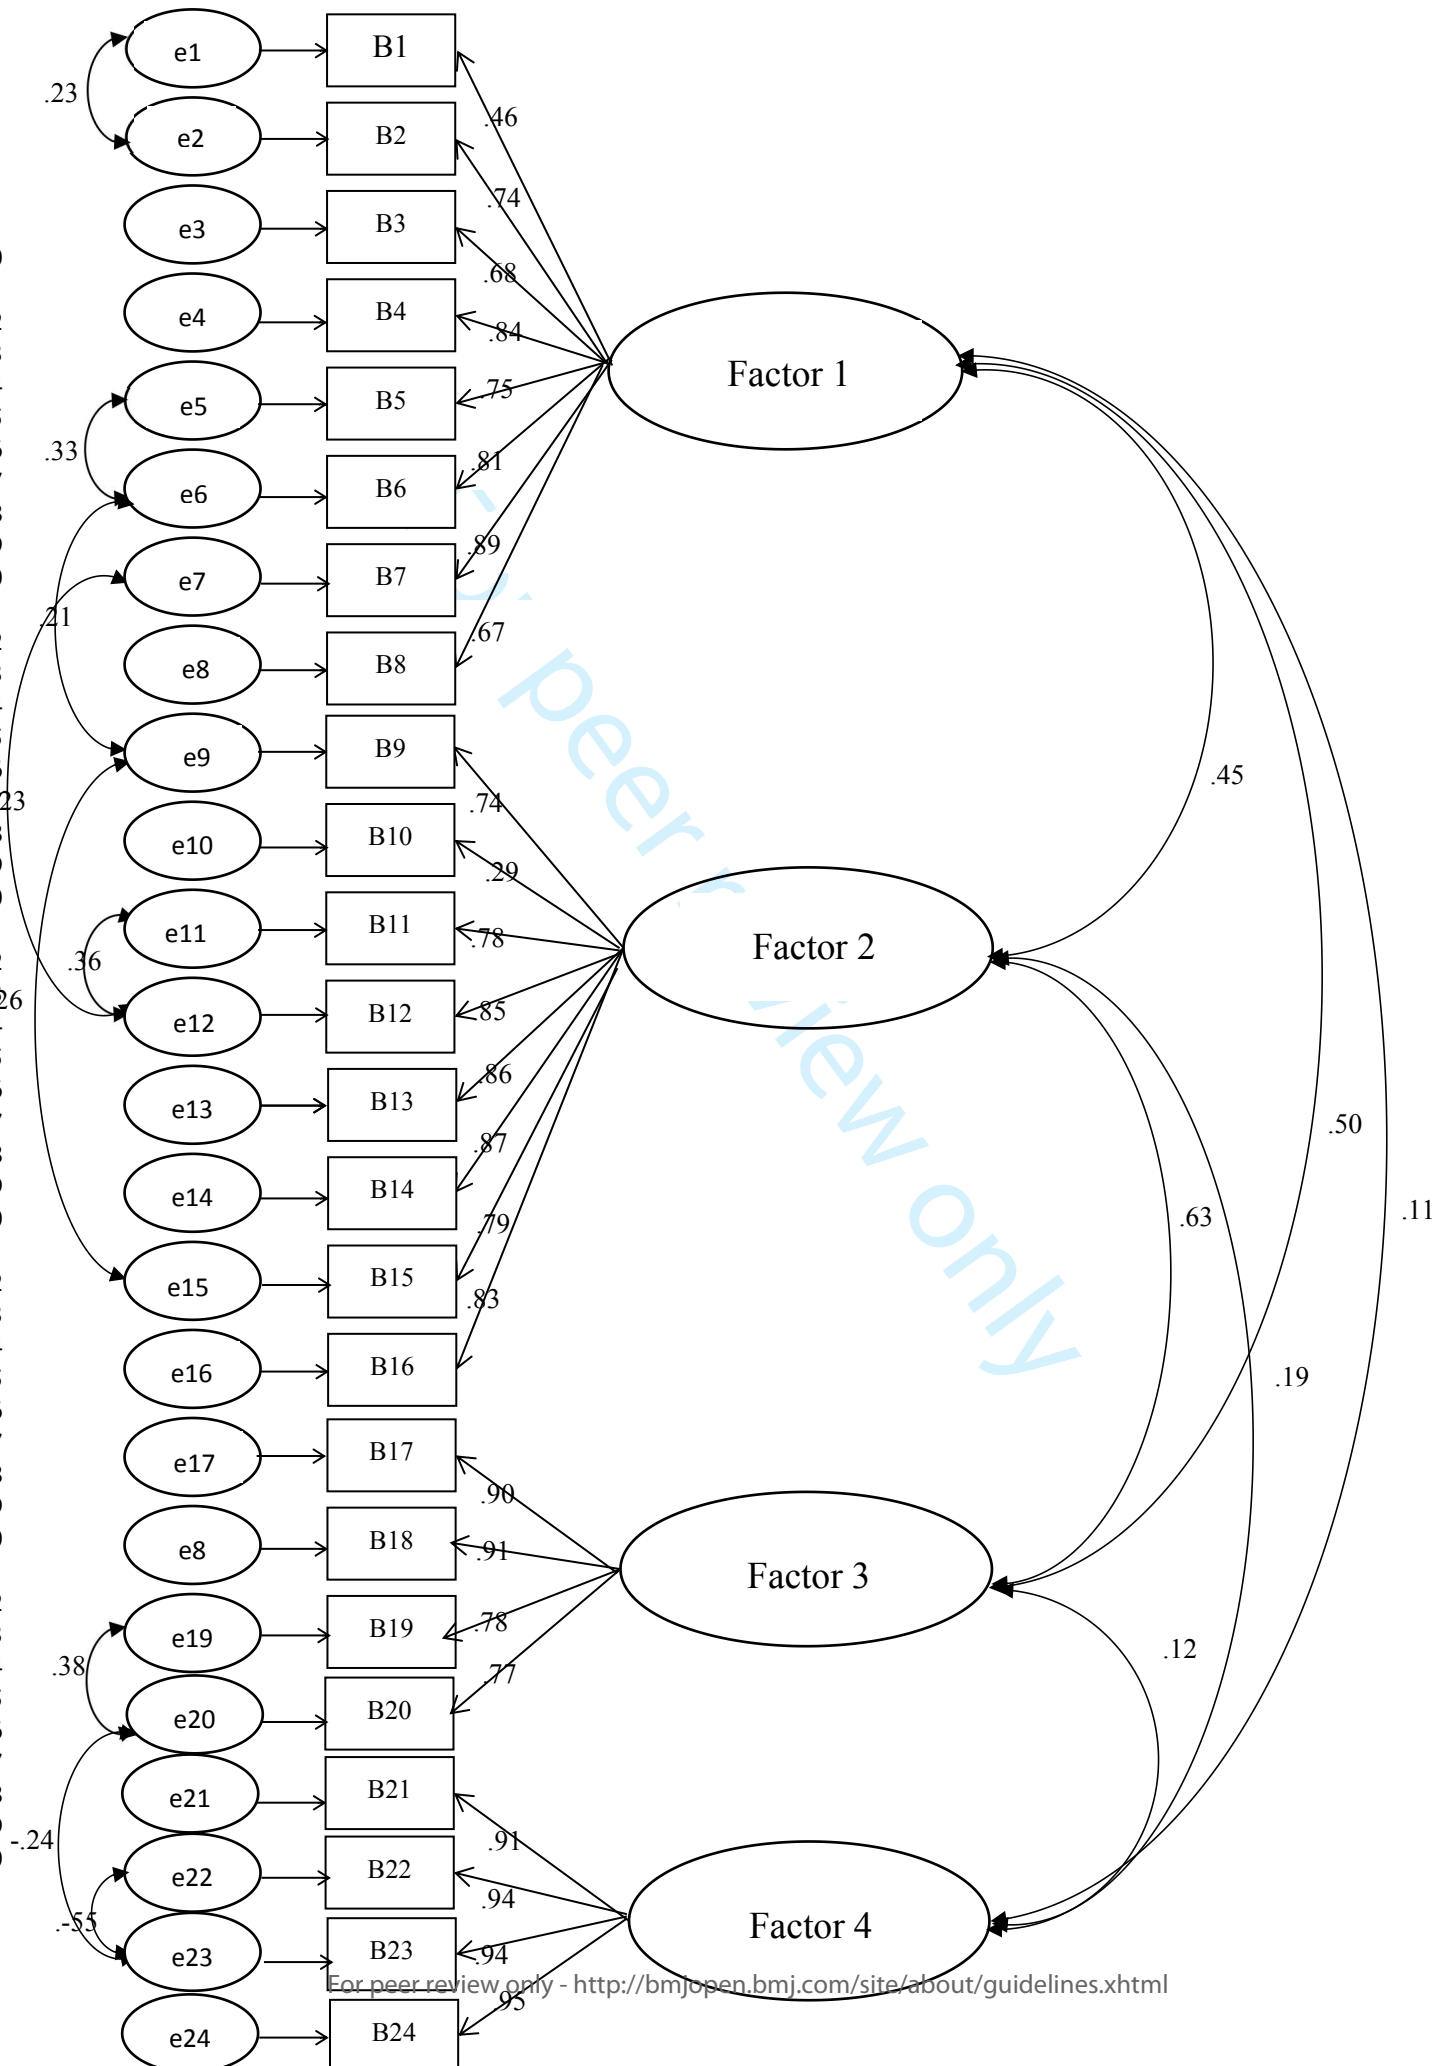 e1 B1
.23 .46
e2 B2
.74
e3 B3
.68
e4 B4
.84
Factor 1
.75
e5 B5
.33 .81
e6 B6
.89
e7 B7
.21 .67
e8 B8
e9 B9
.45
23 .74
e10 B10
.29
e11 B11
.78
Factor 2
.36
26 .85
e12 B12
.86
e13 B13
.50
.87
e14 B14
.63 .11
.79
e15 B15
.83
e16 B16
.19
e17 B17
.90
e8 B18
.91
Factor 3
.78
e19 B19
.12
.38 .77
e20 B20
e21 B21
-.24 .91
e22 B22
.94
.-55 Factor 4
e23 B23
.94
For peer review only - http://bmjopen.bmj.com/site/about/guidelines.xhtml
.95
e24 B24
peer review only